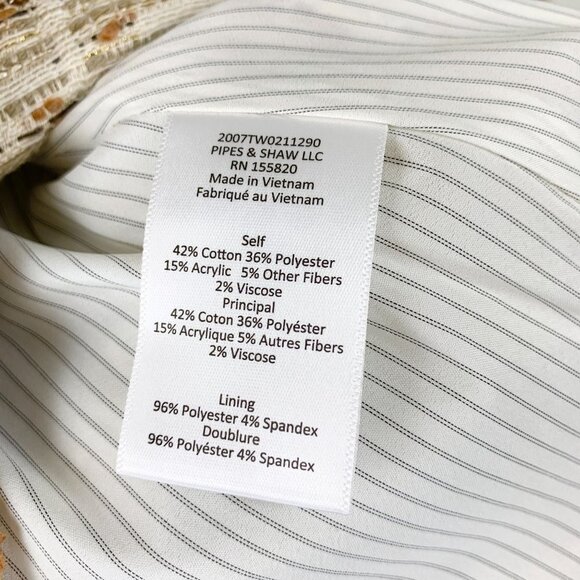 2007TW0211290
PIPES & SHAW LLC
RN 155820
Made in Vietnam
Fabriqué au Vietnam
Self
42% Cotton 36% Polyester
15% Acrylic 5% Other Fibers
2% Viscose
Principal
42% Coton 36% Polyéster
15% Acrylique 5% Autres Fibers
2% Viscose
Lining
96% Polyester 4% Spandex
Doublure
96% Polyéster 4% Spandex